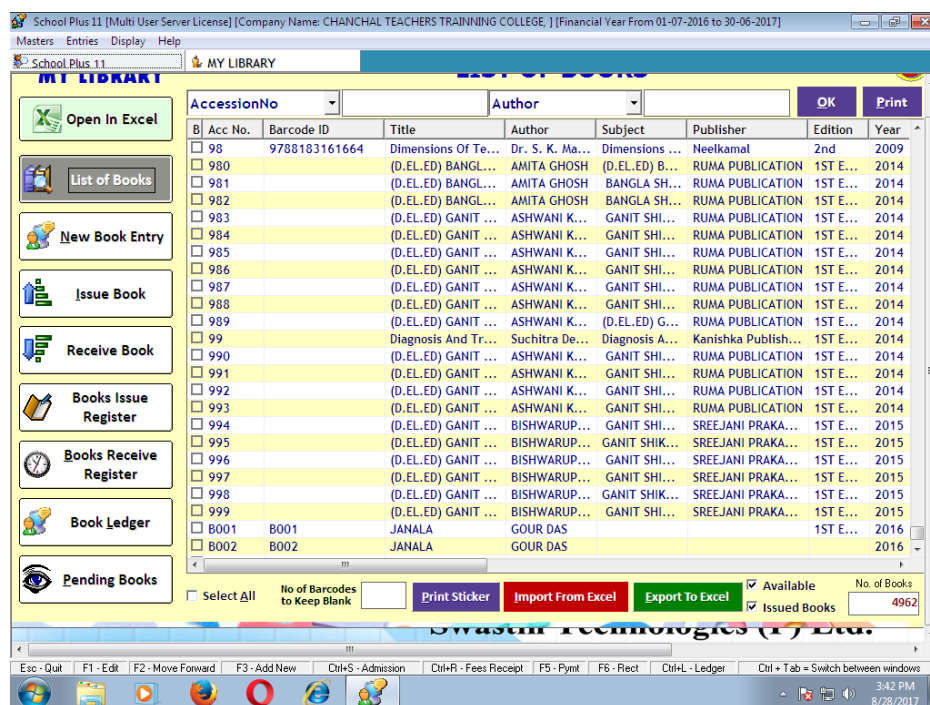 School Plus 11 [Multi User Server License] [Company Name: CHANCHAL TEACHERS TRAINNING COLLEGE, ] [Financial Year From 01-07-2016 to 30-06-2017]
Masters Entries Display Help
School Plus 11 MY LIBRARY
MY LIBRARY LIST OF BOOKS
Open In Excel
List of Books
New Book Entry
Issue Book
Receive Book
Books Issue
Register
Books Receive
Register
Book Ledger
Pending Books
AccessionNo Author OK Print
B Acc No. Barcode ID Title Author Subject Publisher Edition Year
98 9788183161664 Dimensions Of Te... Dr. S. K. Ma... Dimensions ... Neelkamal 2nd 2009
980 (D.EL.ED) BANGL... AMITA GHOSH (D.EL.ED) B... RUMA PUBLICATION 1ST E... 2014
981 (D.EL.ED) BANGL... AMITA GHOSH BANGLA SH... RUMA PUBLICATION 1ST E... 2014
982 (D.EL.ED) BANGL... AMITA GHOSH BANGLA SH... RUMA PUBLICATION 1ST E... 2014
983 (D.EL.ED) GANIT ... ASHWANI K... GANIT SHI... RUMA PUBLICATION 1ST E... 2014
984 (D.EL.ED) GANIT ... ASHWANI K... GANIT SHI... RUMA PUBLICATION 1ST E... 2014
985 (D.EL.ED) GANIT ... ASHWANI K... GANIT SHI... RUMA PUBLICATION 1ST E... 2014
986 (D.EL.ED) GANIT ... ASHWANI K... GANIT SHI... RUMA PUBLICATION 1ST E... 2014
987 (D.EL.ED) GANIT ... ASHWANI K... GANIT SHI... RUMA PUBLICATION 1ST E... 2014
988 (D.EL.ED) GANIT ... ASHWANI K... GANIT SHI... RUMA PUBLICATION 1ST E... 2014
989 (D.EL.ED) GANIT ... ASHWANI K... (D.EL.ED) G... RUMA PUBLICATION 1ST E... 2014
99 Diagnosis And Tr... Suchitra De... Diagnosis A... Kanishka Publish... 1ST E... 2014
990 (D.EL.ED) GANIT ... ASHWANI K... GANIT SHI... RUMA PUBLICATION 1ST E... 2014
991 (D.EL.ED) GANIT ... ASHWANI K... GANIT SHI... RUMA PUBLICATION 1ST E... 2014
992 (D.EL.ED) GANIT ... ASHWANI K... GANIT SHI... RUMA PUBLICATION 1ST E... 2014
993 (D.EL.ED) GANIT ... ASHWANI K... GANIT SHI... RUMA PUBLICATION 1ST E... 2014
994 (D.EL.ED) GANIT ... BISHWARUP... GANIT SHI... SREEJANI PRAKA... 1ST E... 2015
995 (D.EL.ED) GANIT ... BISHWARUP... GANIT SHIK... SREEJANI PRAKA... 1ST E... 2015
996 (D.EL.ED) GANIT ... BISHWARUP... GANIT SHI... SREEJANI PRAKA... 1ST E... 2015
997 (D.EL.ED) GANIT ... BISHWARUP... GANIT SHI... SREEJANI PRAKA... 1ST E... 2015
998 (D.EL.ED) GANIT ... BISHWARUP... GANIT SHIK... SREEJANI PRAKA... 1ST E... 2015
999 (D.EL.ED) GANIT ... BISHWARUP... GANIT SHI... SREEJANI PRAKA... 1ST E... 2015
B001 B001 JANALA GOUR DAS 1ST E... 2016
B002 B002 JANALA GOUR DAS 2016
Select All No of Barcodes
to Keep Blank Print Sticker Import From Excel Export To Excel Available No. of Books
Issued Books 4962
Swastik Technologies (P) Ltd.
Esc - Quit F1 - Edit F2 - Move Forward F3 - Add New Ctrl+S - Admission Ctrl+R - Fees Receipt F5 - Pymt F6 - Rect Ctrl+L - Ledger Ctrl + Tab = Switch between windows
3:42 PM
8/28/2017